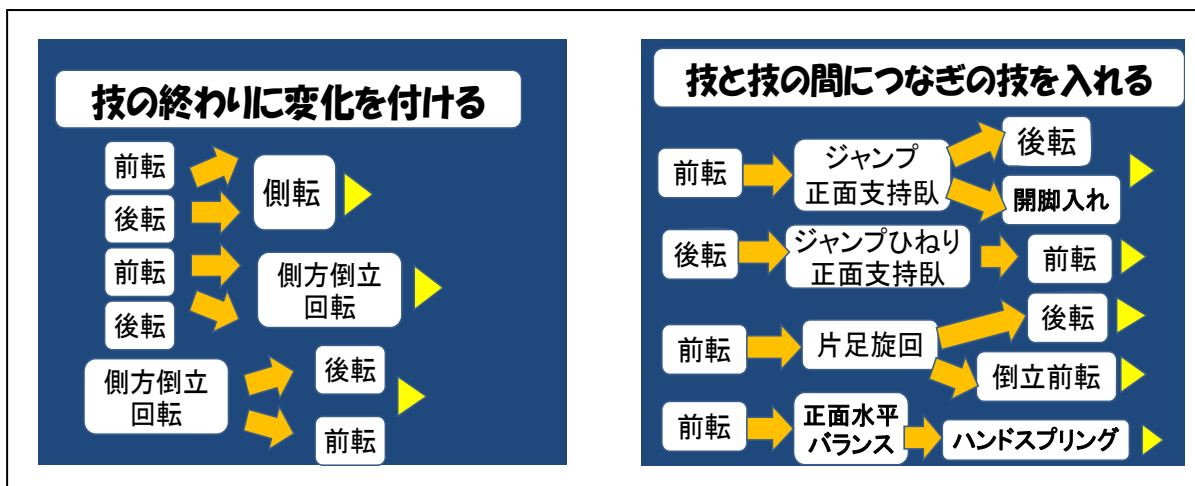 技の終わりに変化を付ける
前転
後転
側転
前転
後転
側方倒立
回転
側方倒立
回転
後転
前転
技と技の間につなぎの技を入れる
前転
ジャンプ
正面支持臥
後転
開脚入れ
後転
ジャンプひねり
正面支持臥
前転
前転
片足旋回
後転
倒立前転
前転
正面水平
バランス
ハンドスプリング